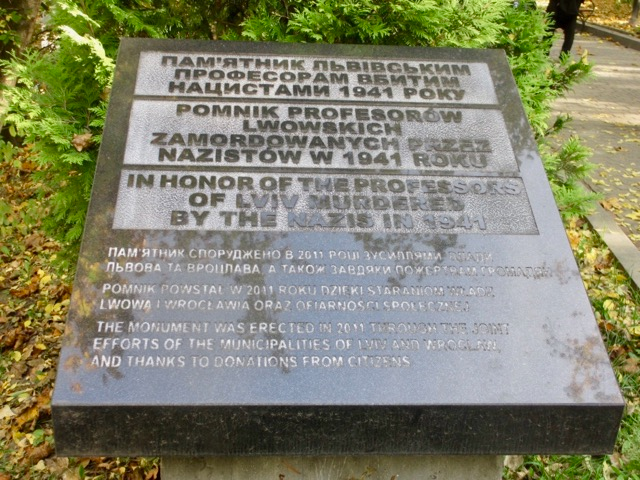 ПАМ'ЯТНИК ЛЬВІВСЬКИМ
ПРОФЕСОРАМ ВБИТИМ
НАЦИСТАМИ 1941 РОКУ
POMNIK PROFESORÓW
LWOWSKICH
ZAMORDOWANYCH PRZEZ
NAZISTÓW W 1941 ROKU
IN HONOR OF THE PROFESSORS
OF LVIV MURDERED
BY THE NAZIS IN 1941
ПАМ'ЯТНИК СПОРУДЖЕНО В 2011 РОЦІ ЗУСИЛЛЯМИ ВЛАДИ
ЛЬВОВА ТА ВРОЦЛАВА, А ТАКОЖ ЗАВДЯКИ ПОЖЕРТВАМ ГРОМАДЯН
POMNIK POWSTAŁ W 2011 ROKU DZIĘKI STARANIOM WŁADZ
LWOWA I WROCŁAWIA ORAZ OFIARNOŚCI SPOŁECZNEJ
THE MONUMENT WAS ERECTED IN 2011 THROUGH THE JOINT
EFFORTS OF THE MUNICIPALITIES OF LVIV AND WROCLAW,
AND THANKS TO DONATIONS FROM CITIZENS